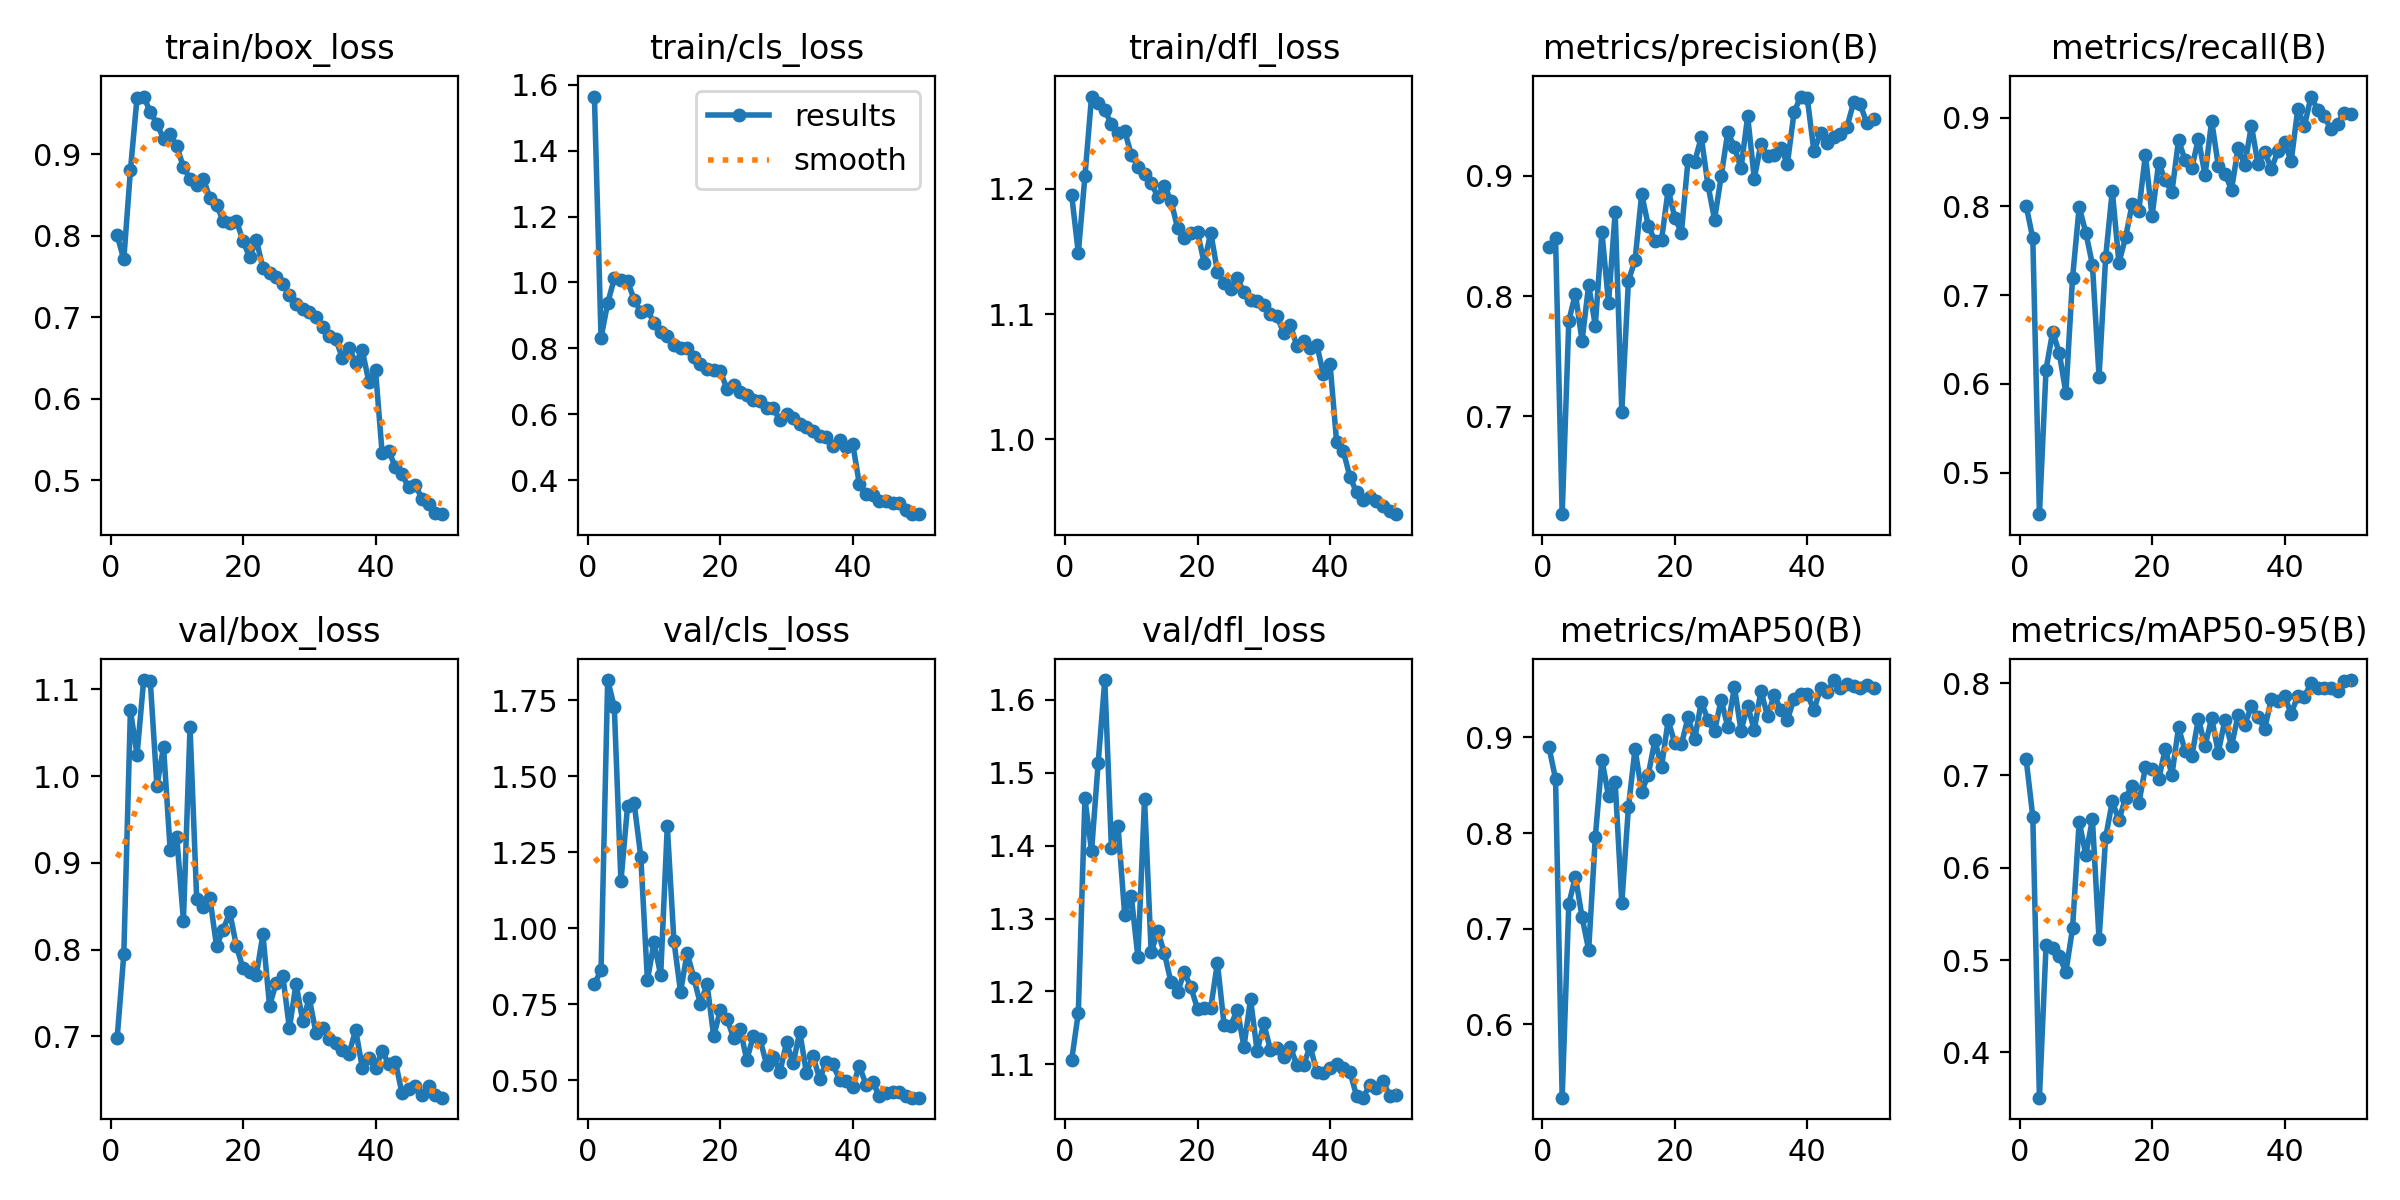 train/box_loss
0.9
0.8
0.7
0.6
0.5
0 20 40
train/cls_loss
1.6
1.4
1.2
1.0
0.8
0.6
0.4
results
smooth
0 20 40
train/dfl_loss
1.2
1.1
1.0
0 20 40
metrics/precision(B)
0.9
0.8
0.7
0 20 40
metrics/recall(B)
0.9
0.8
0.7
0.6
0.5
0 20 40
val/box_loss
1.1
1.0
0.9
0.8
0.7
0 20 40
val/cls_loss
1.75
1.50
1.25
1.00
0.75
0.50
0 20 40
val/dfl_loss
1.6
1.5
1.4
1.3
1.2
1.1
0 20 40
metrics/mAP50(B)
0.9
0.8
0.7
0.6
0 20 40
metrics/mAP50-95(B)
0.8
0.7
0.6
0.5
0.4
0 20 40